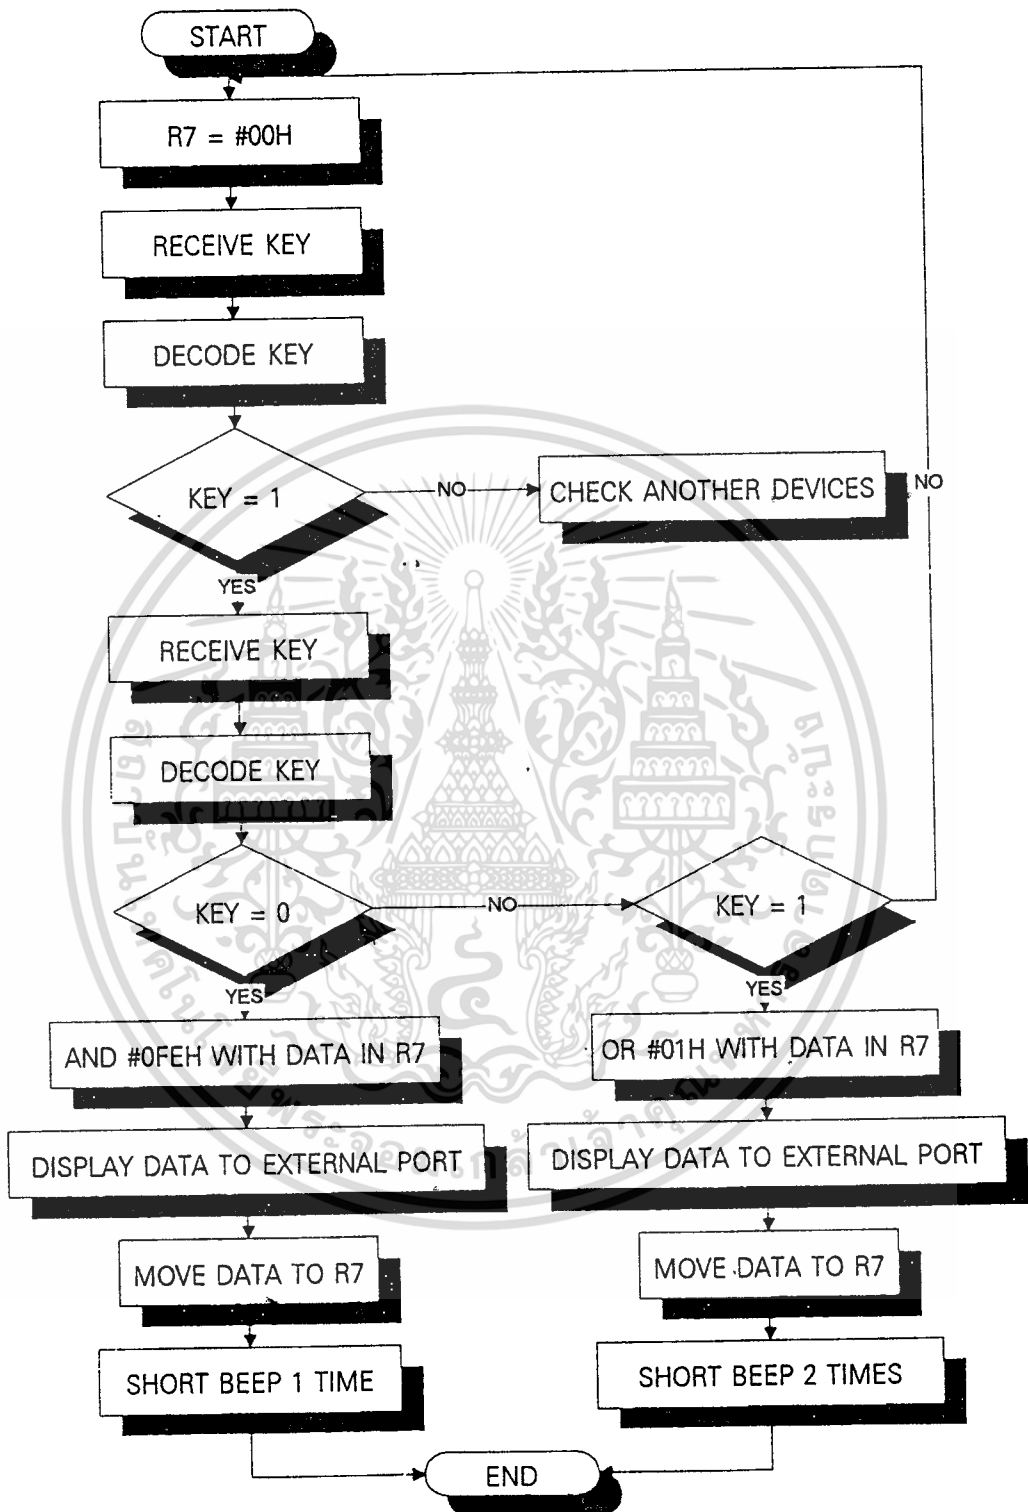 START
R7 = #00H
RECEIVE KEY
DECODE KEY
KEY = 1
NO
CHECK ANOTHER DEVICES
NO
YES
RECEIVE KEY
DECODE KEY
KEY = 0
NO
KEY = 1
YES
YES
AND #0FEH WITH DATA IN R7
OR #01H WITH DATA IN R7
DISPLAY DATA TO EXTERNAL PORT
DISPLAY DATA TO EXTERNAL PORT
MOVE DATA TO R7
MOVE DATA TO R7
SHORT BEEP 1 TIME
SHORT BEEP 2 TIMES
END